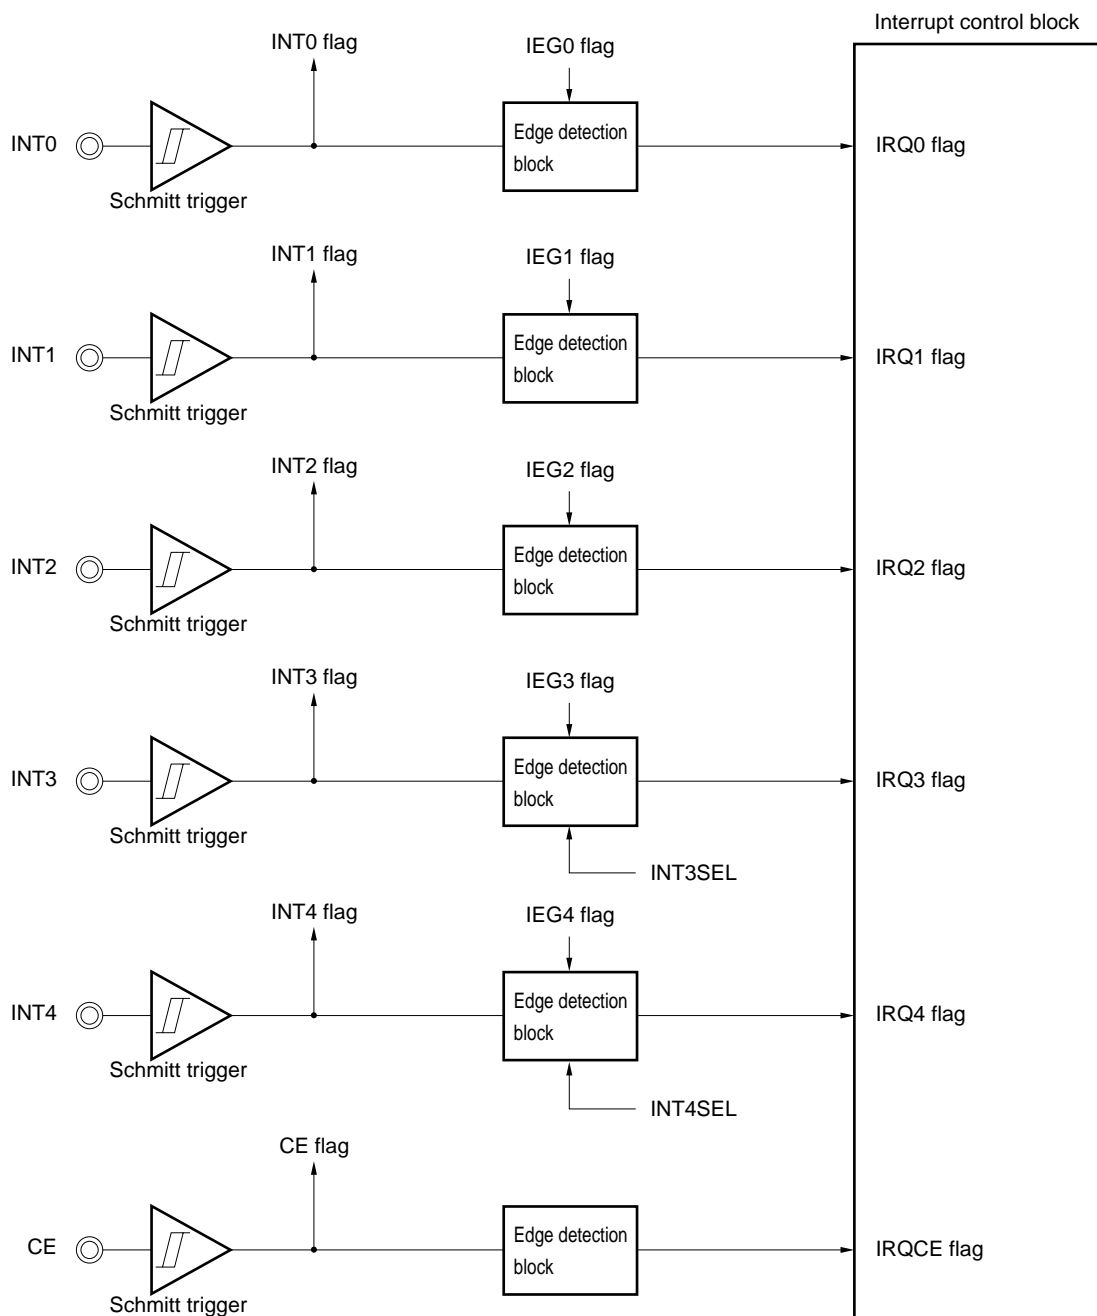 Interrupt control block
INT0 flag
IEG0 flag
INT0
Edge detection
block
IRQ0 flag
Schmitt trigger
INT1 flag
IEG1 flag
INT1
Edge detection
block
IRQ1 flag
Schmitt trigger
INT2 flag
IEG2 flag
INT2
Edge detection
block
IRQ2 flag
Schmitt trigger
INT3 flag
IEG3 flag
INT3
Edge detection
block
IRQ3 flag
Schmitt trigger
INT3SEL
INT4 flag
IEG4 flag
INT4
Edge detection
block
IRQ4 flag
Schmitt trigger
INT4SEL
CE flag
CE
Edge detection
block
IRQCE flag
Schmitt trigger